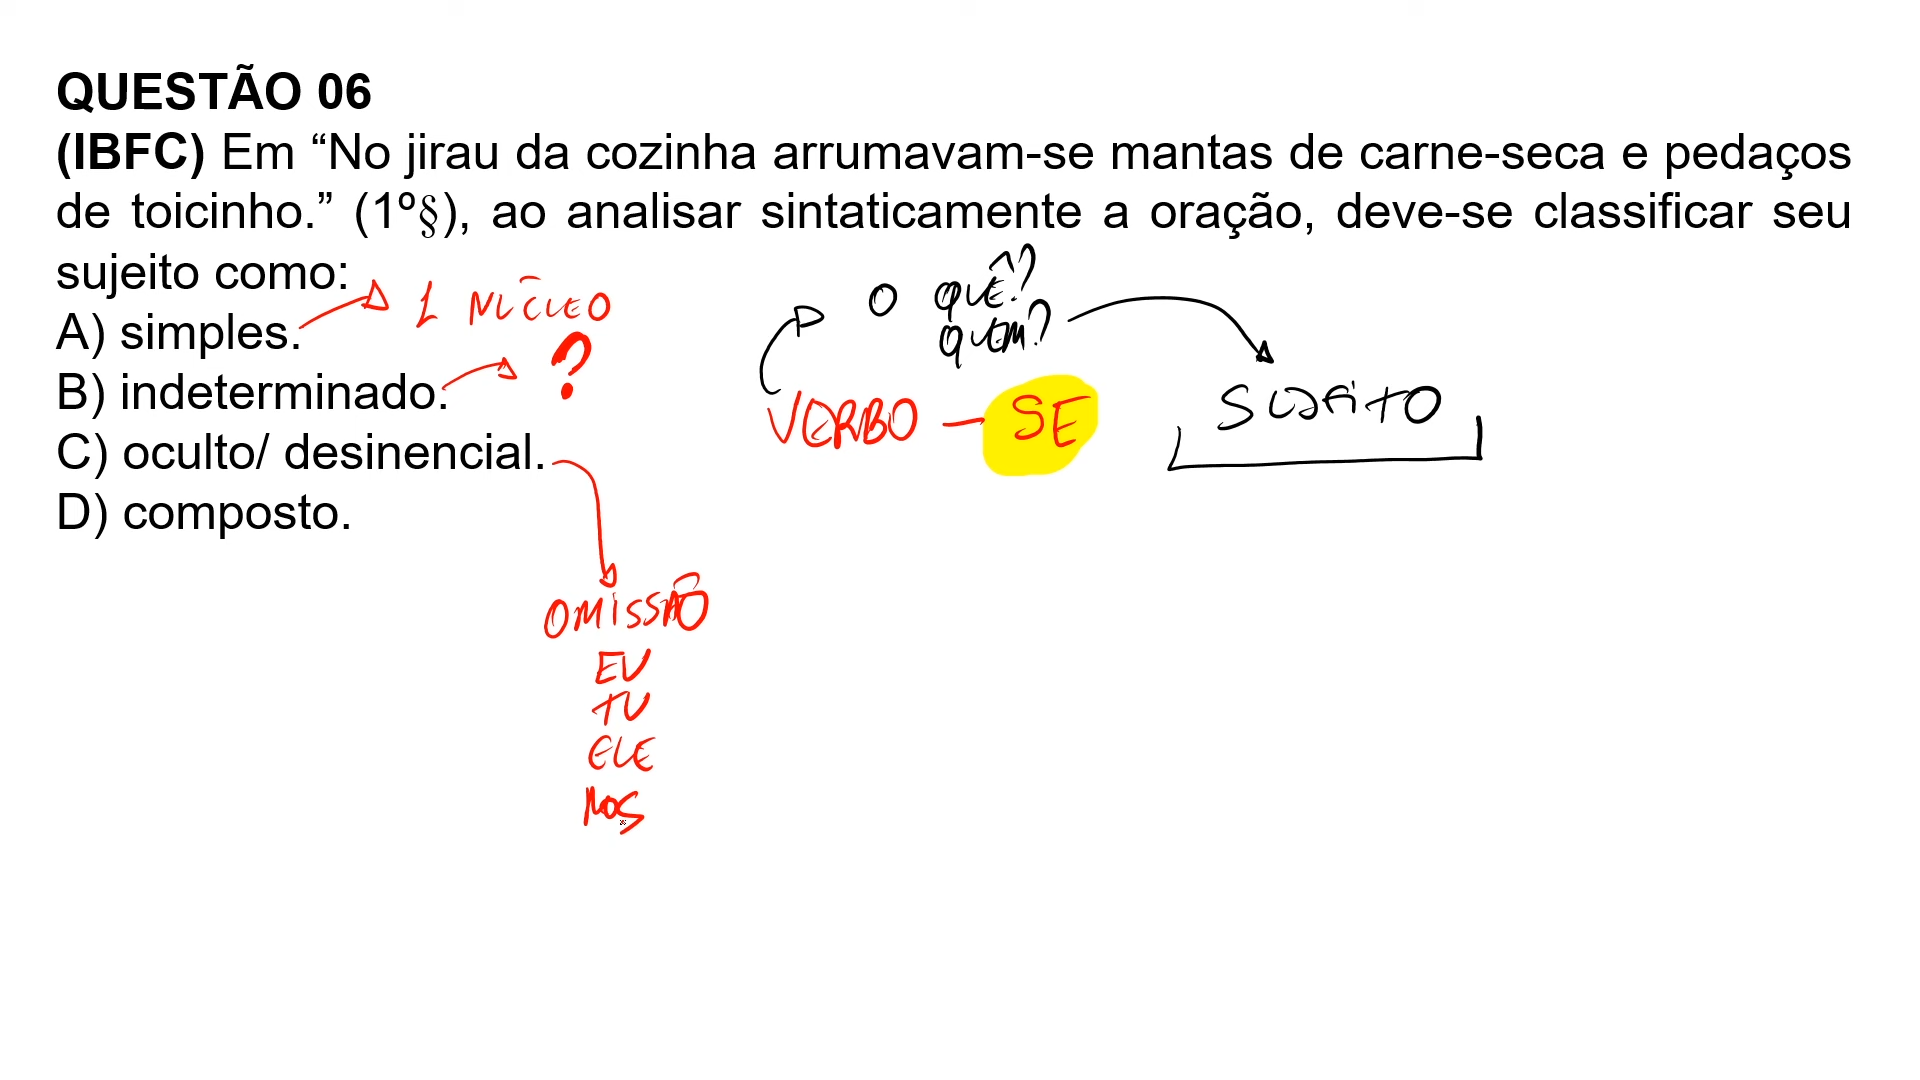 QUESTÃO 06
(IBFC) Em “No jirau da cozinha arrumavam-se mantas de carne-seca e pedaços
de toicinho.” (1º§), ao analisar sintaticamente a oração, deve-se classificar seu
sujeito como:
A) simples.
B) indeterminado.
C) oculto/ desinencial.
D) composto.
1 NÚCLEO
?
O QUÊ?
QUEM?
VERBO - SE
SUJEITO
OMISSÃO
EU
TU
ELE
NOS